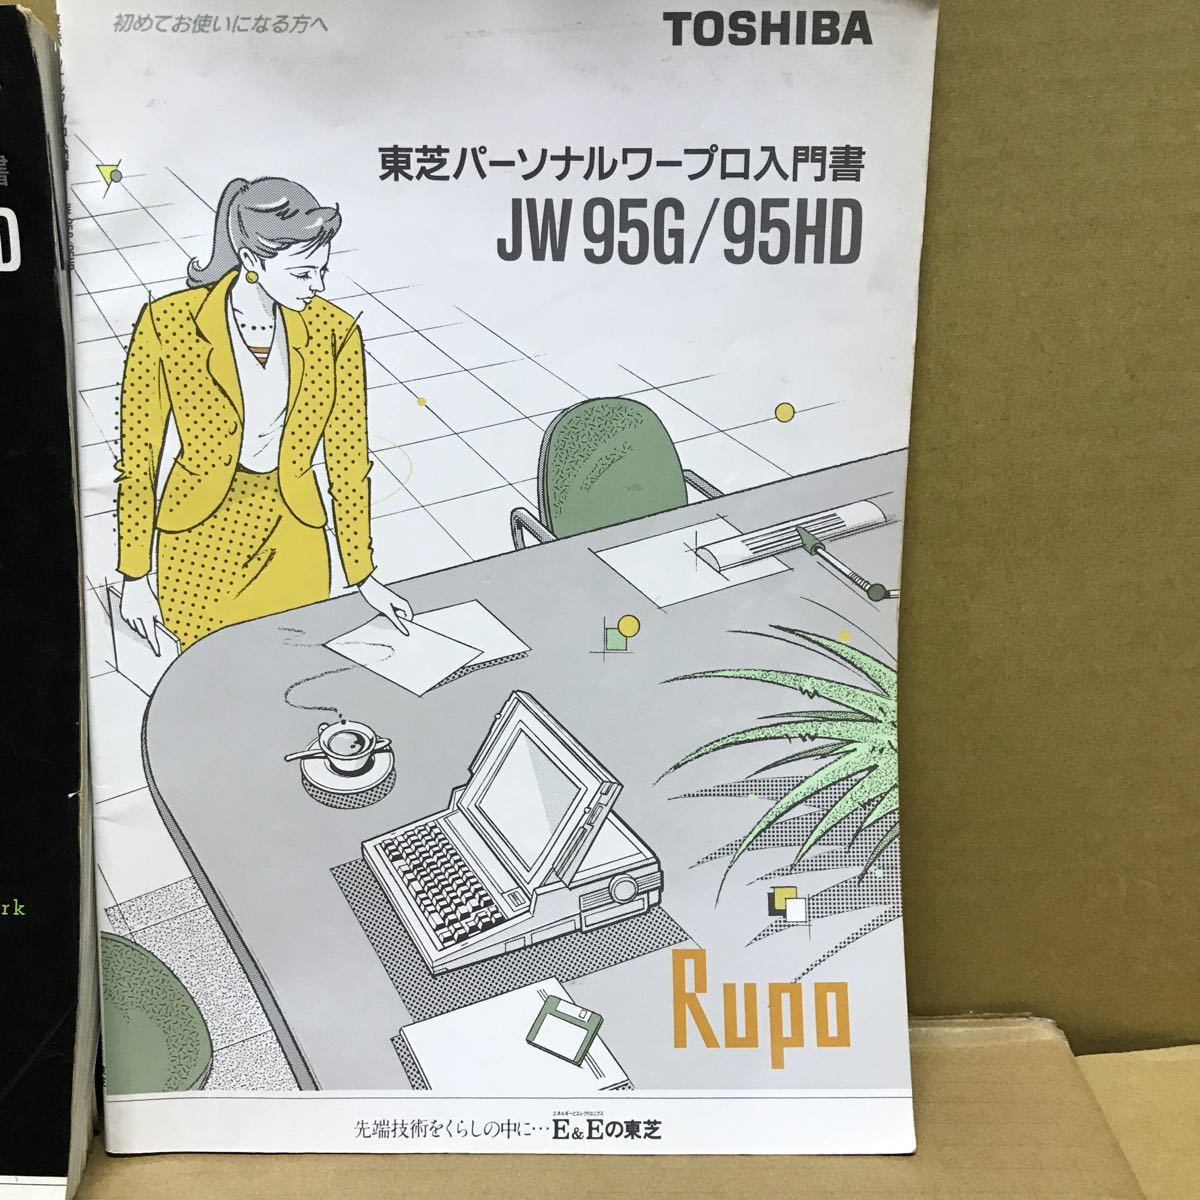 初めてお使いになる方へ
TOSHIBA
東芝パーソナルワープロ入門書
JW95G/95HD
Rupo
エネルギーとエレクトロニクス
先端技術をくらしの中に…E&Eの東芝
書
D
rk